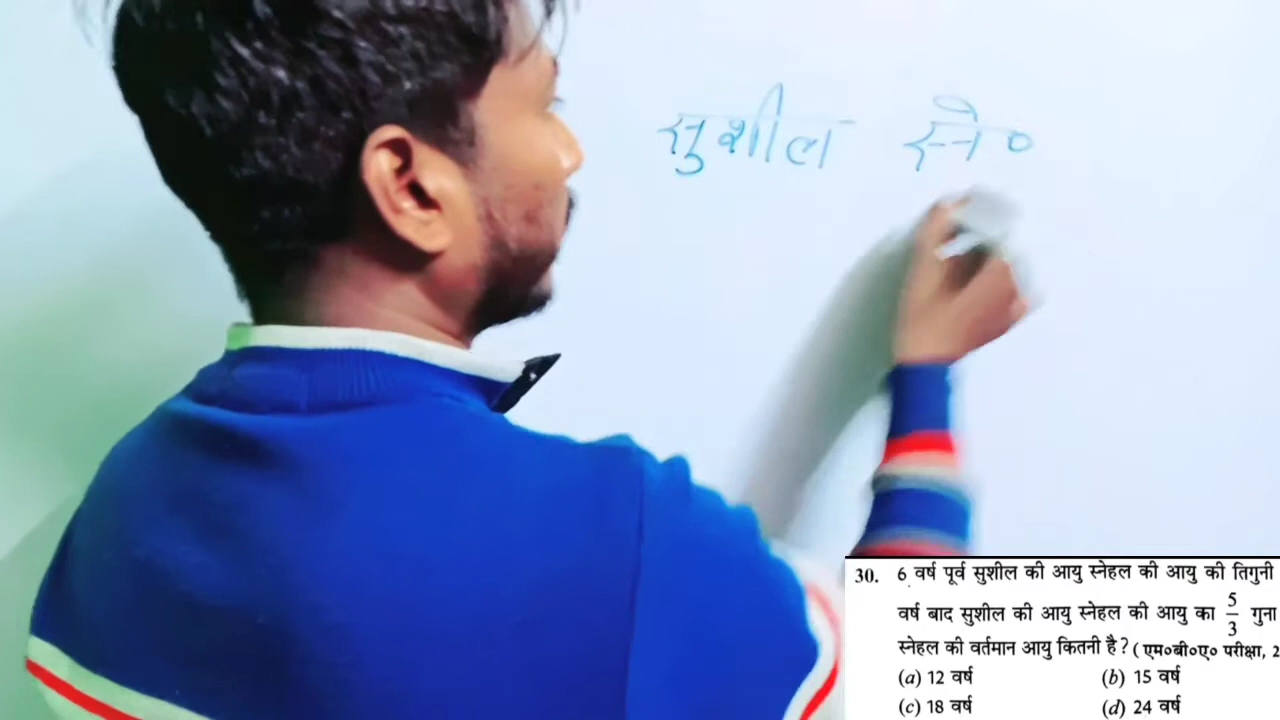 सुशील स्ने०
30. 6 वर्ष पूर्व सुशील की आयु स्नेहल की आयु की तिगुनी
वर्ष बाद सुशील की आयु स्नेहल की आयु का 5/3 गुना
स्नेहल की वर्तमान आयु कितनी है? (एम०बी०ए० परीक्षा, 2
(a) 12 वर्ष (b) 15 वर्ष
(c) 18 वर्ष (d) 24 वर्ष